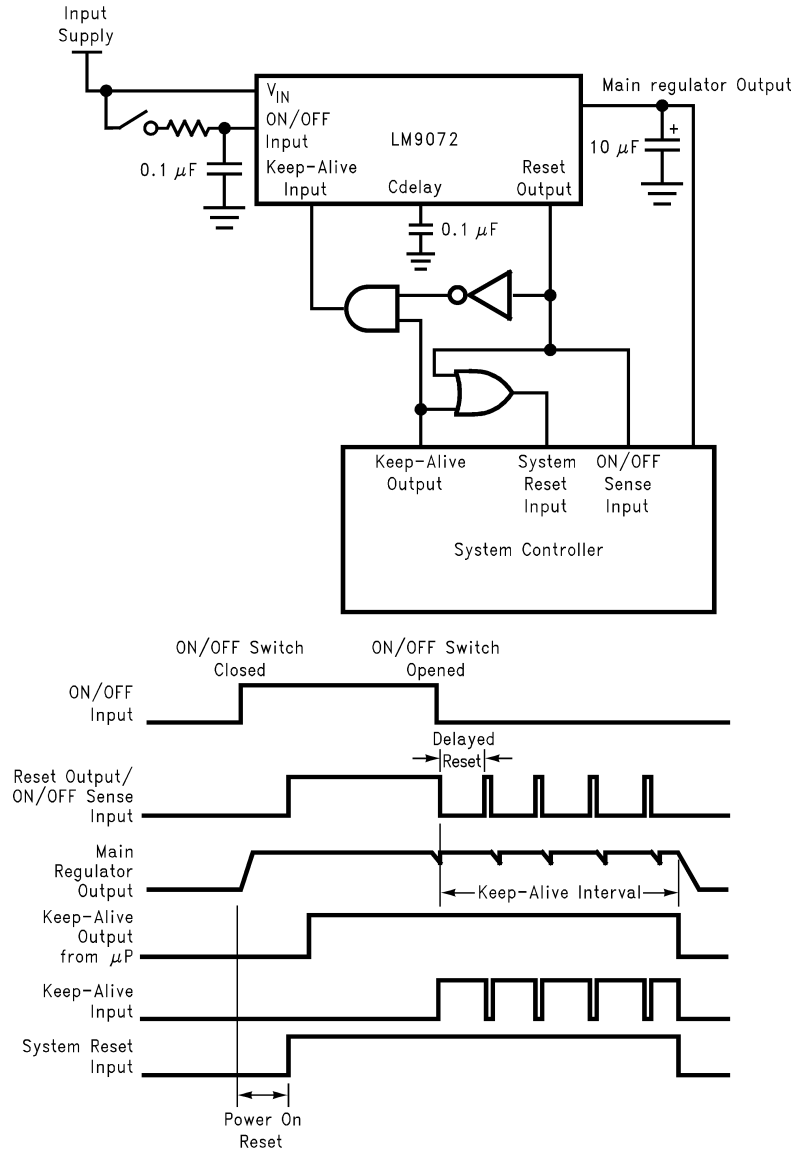 Input
Supply
Main regulator Output
VIN
ON/OFF
Input
LM9072
+
10 μF
0.1 μF
Keep-Alive
Input
Cdelay
Reset
Output
0.1 μF
Keep-Alive
Output
System
Reset
Input
ON/OFF
Sense
Input
System Controller
ON/OFF Switch
Closed
ON/OFF Switch
Opened
ON/OFF
Input
Delayed
Reset
Reset Output/
ON/OFF Sense
Input
Main
Regulator
Output
Keep-Alive Interval
Keep-Alive
Output
from μP
Keep-Alive
Input
System Reset
Input
Power On
Reset